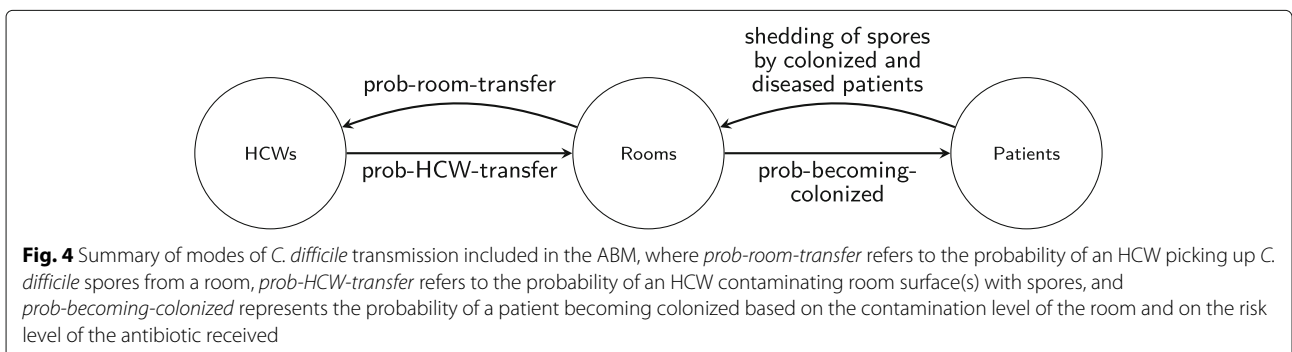 shedding of spores
by colonized and
diseased patients
prob-room-transfer
HCWs
Rooms
Patients
prob-HCW-transfer
prob-becoming-
colonized
Fig. 4 Summary of modes of C. difficile transmission included in the ABM, where prob-room-transfer refers to the probability of an HCW picking up C.
difficile spores from a room, prob-HCW-transfer refers to the probability of an HCW contaminating room surface(s) with spores, and
prob-becoming-colonized represents the probability of a patient becoming colonized based on the contamination level of the room and on the risk
level of the antibiotic received